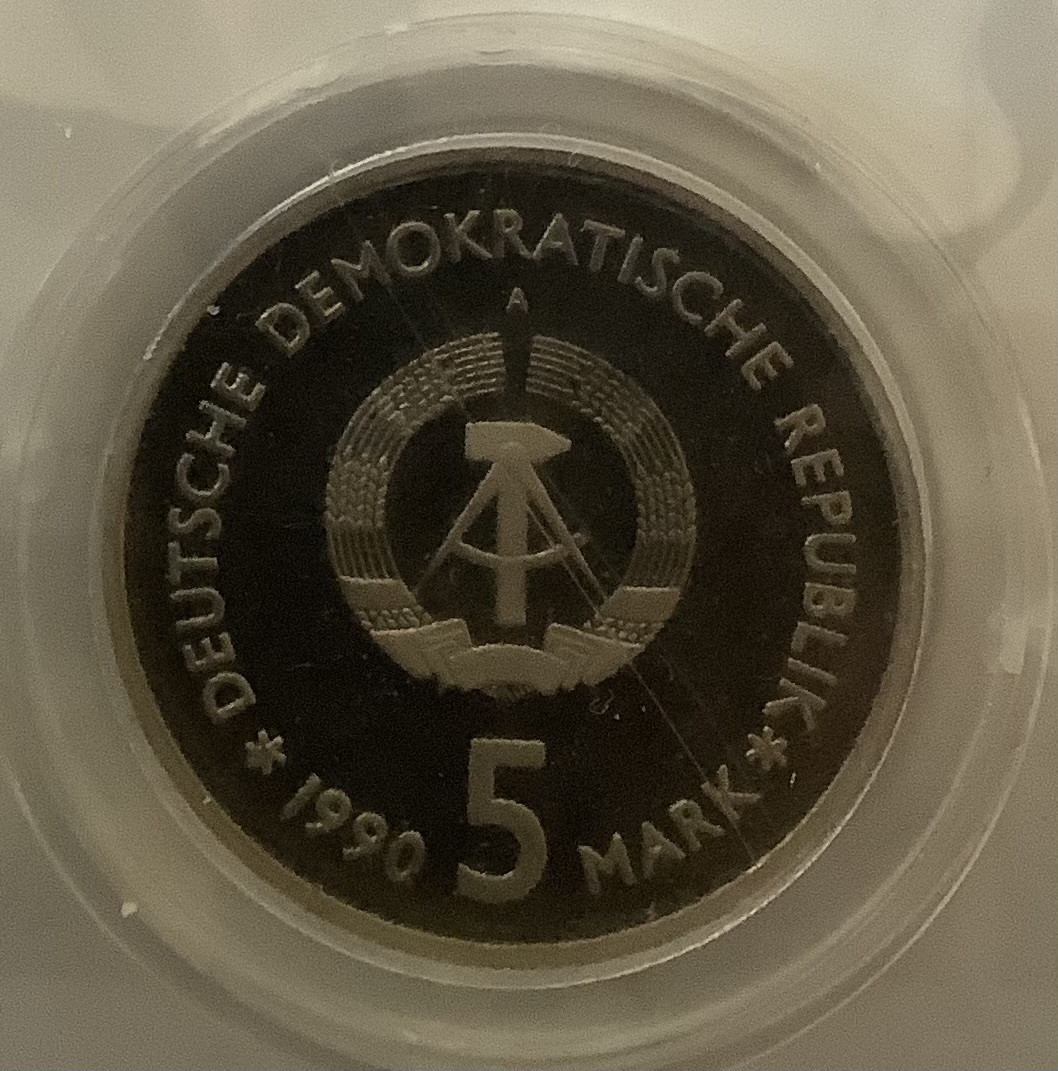 DEUTSCHE DEMOKRATISCHE REPUBLIK
A
* 1990 5 MARK *